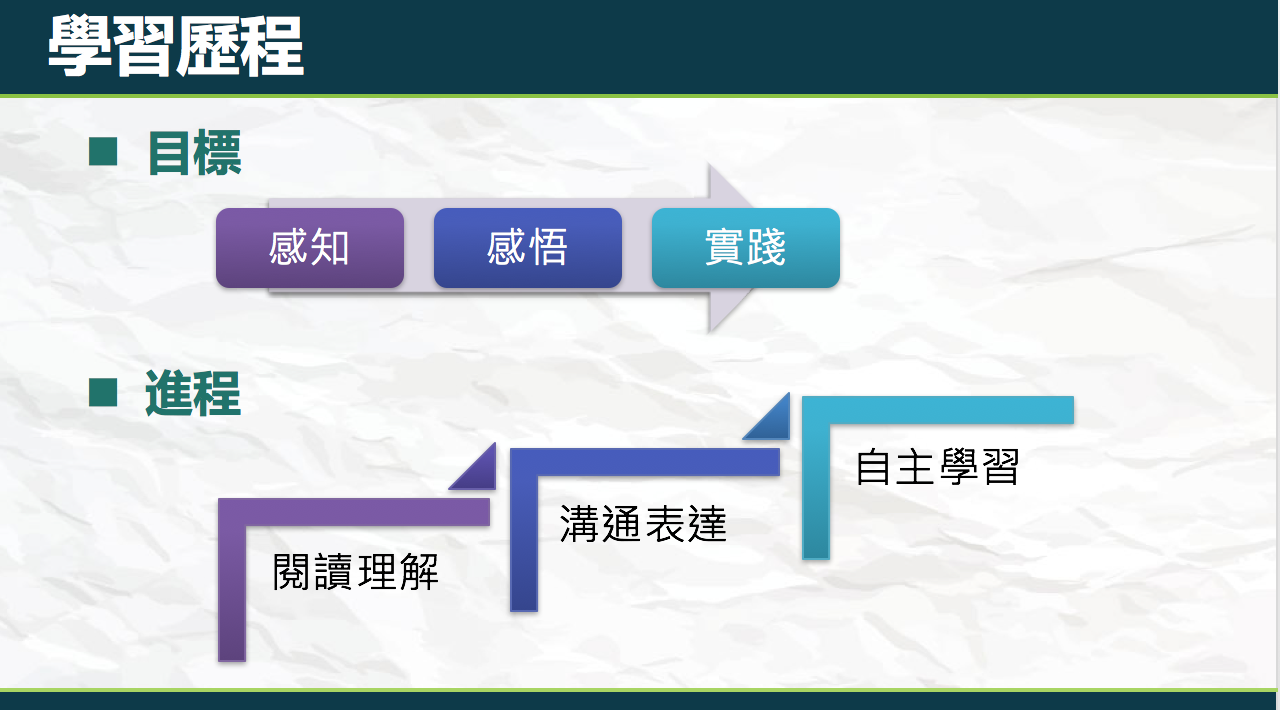 學習歷程
目標
感知 感悟 實踐
進程
閱讀理解
溝通表達
自主學習